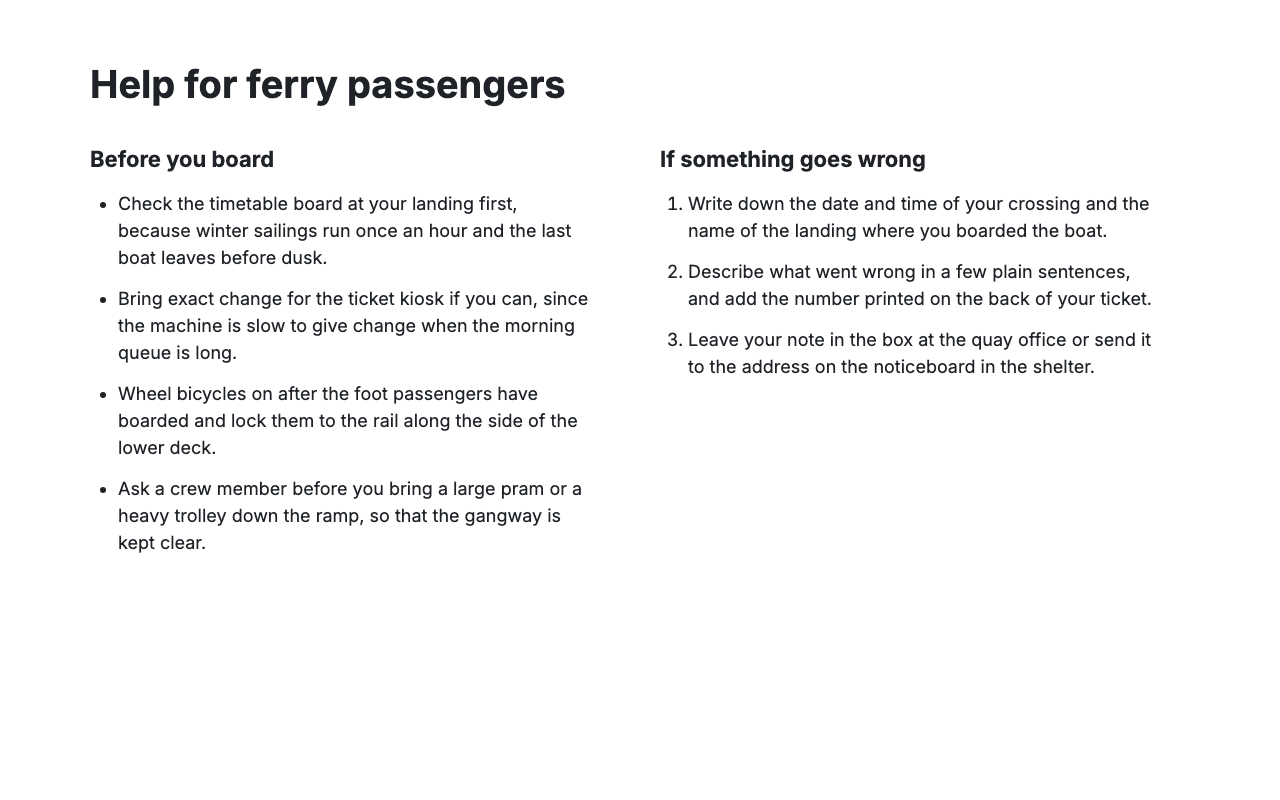 Help for ferry passengers
Before you board
• Check the timetable board at your landing first,
because winter sailings run once an hour and the last
boat leaves before dusk.
• Bring exact change for the ticket kiosk if you can, since
the machine is slow to give change when the morning
queue is long.
• Wheel bicycles on after the foot passengers have
boarded and lock them to the rail along the side of the
lower deck.
• Ask a crew member before you bring a large pram or a
heavy trolley down the ramp, so that the gangway is
kept clear.
If something goes wrong
1. Write down the date and time of your crossing and the
name of the landing where you boarded the boat.
2. Describe what went wrong in a few plain sentences,
and add the number printed on the back of your ticket.
3. Leave your note in the box at the quay office or send it
to the address on the noticeboard in the shelter.